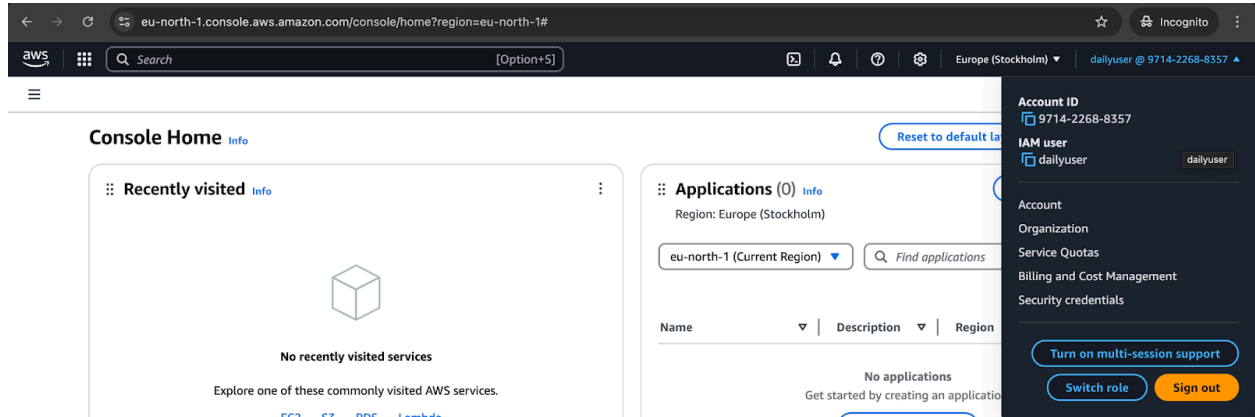 eu-north-1.console.aws.amazon.com/console/home?region=eu-north-1#
Incognito
aws
Search
[Option+S]
Europe (Stockholm) ▼
dailyuser @ 9714-2268-8357 ▲
Account ID
9714-2268-8357
IAM user
dailyuser
dailyuser
Account
Organization
Service Quotas
Billing and Cost Management
Security credentials
Turn on multi-session support
Switch role
Sign out
Console Home Info
Reset to default la
Recently visited Info
No recently visited services
Explore one of these commonly visited AWS services.
EC2 S3 RDS Lambda
Applications (0) Info
Region: Europe (Stockholm)
eu-north-1 (Current Region) ▼
Find applications
Name
Description
Region
No applications
Get started by creating an applicatio